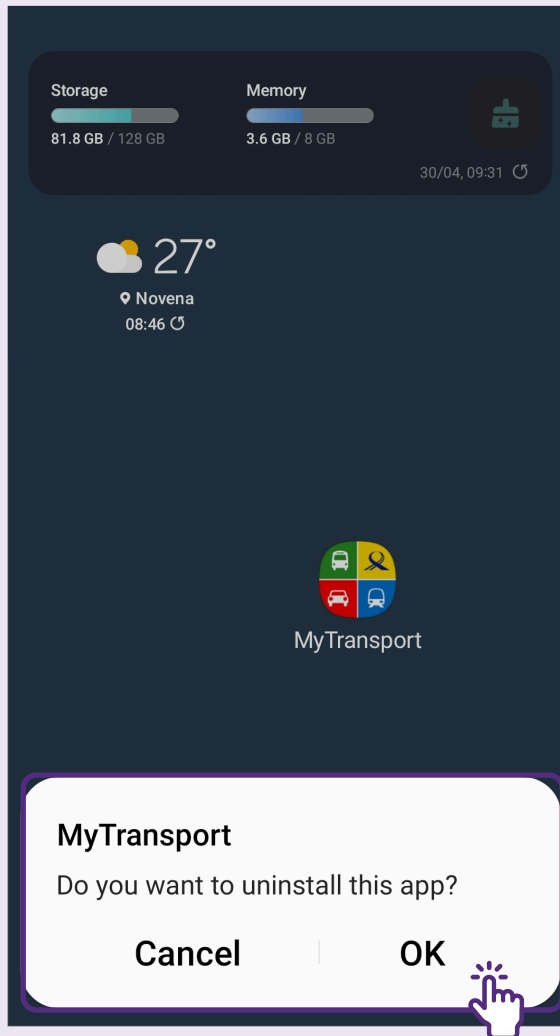 Storage
Memory
81.8 GB / 128 GB
3.6 GB / 8 GB
30/04, 09:31
27°
Novena
08:46
MyTransport
MyTransport
Do you want to uninstall this app?
Cancel
OK